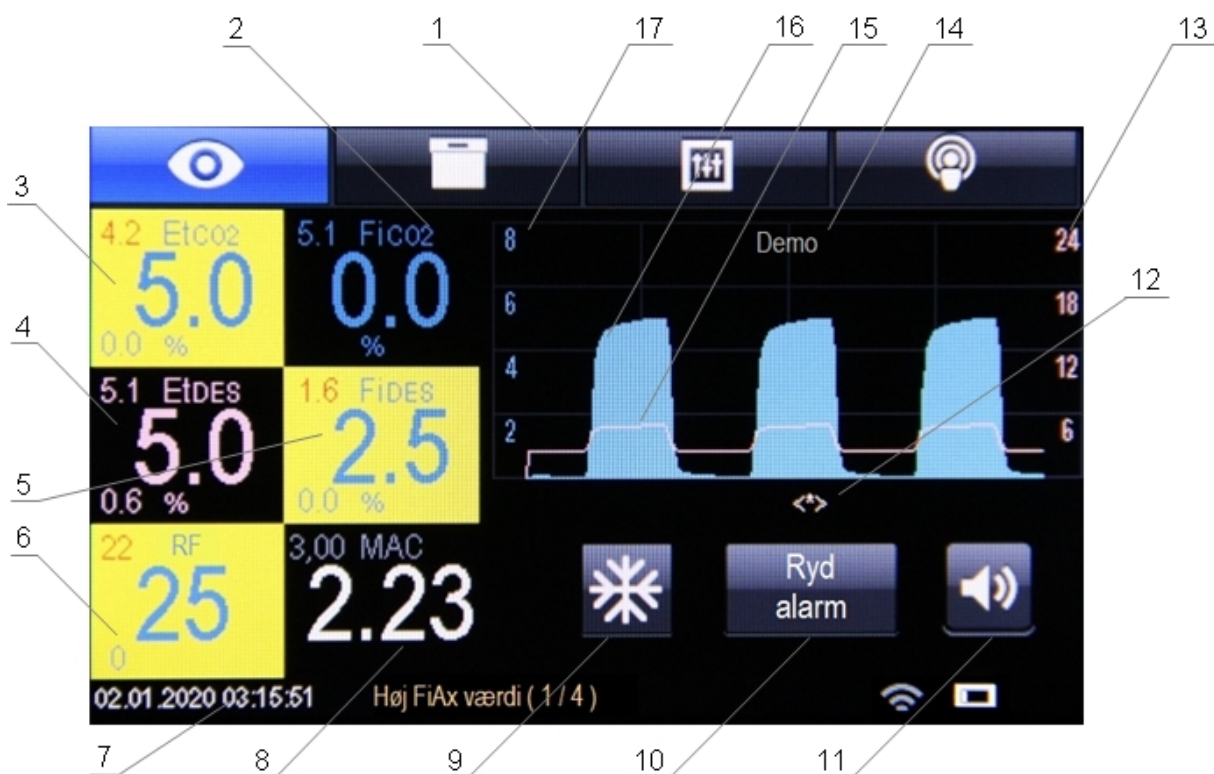 2 1 17 16 15 14 13
3
4.2 Etco2 5.1 Fico2
5.0 0.0
0.0 % %
8 Demo 24
6 18
12
4 12
2 6
4
5.1 EtDES 1.6 FiDES
5.0 2.5
0.6 % 0.0 %
5
<*>
6
22 RF 3,00 MAC
25 2.23
0
Ryd
alarm
02.01.2020 03:15:51 Høj FiAx værdi ( 1 / 4 )
7 8 9 10 11